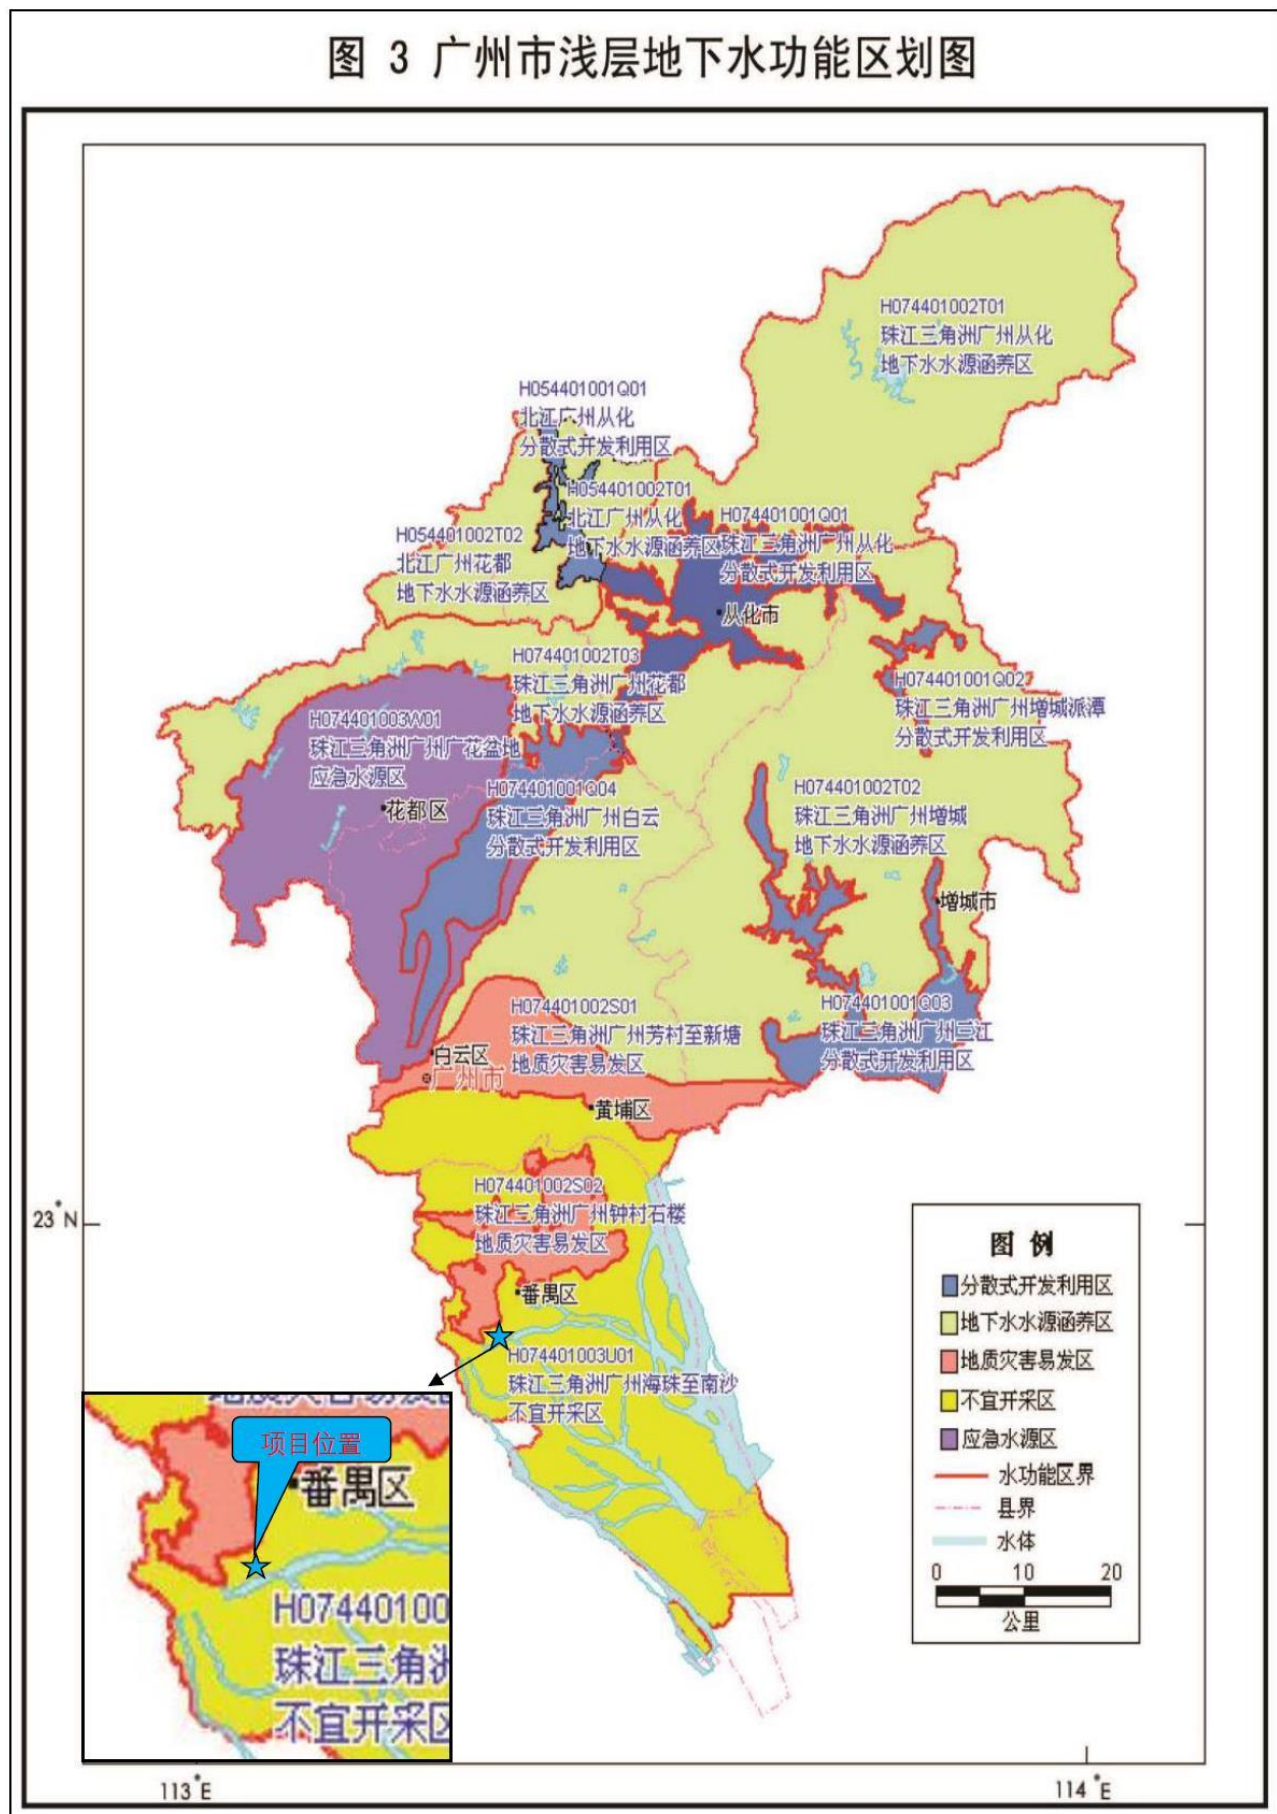 图 3 广州市浅层地下水功能区划图
H074401002T01
珠江三角洲广州从化
地下水水源涵养区
H054401001Q01
北江广州从化
分散式开发利用区
H054401002T01
北江广州从化
地下水水源涵养区
H074401001Q01
珠江三角洲广州从化
分散式开发利用区
H054401002T02
北江广州花都
地下水水源涵养区
从化市
H074401002T03
珠江三角洲广州花都
地下水水源涵养区
H074401001Q02
珠江三角洲广州增城派潭
分散式开发利用区
H074401003W01
珠江三角洲广州广花盆地
应急水源区
花都区
H074401001Q04
珠江三角洲广州白云
分散式开发利用区
H074401002T02
珠江三角洲广州增城
地下水水源涵养区
增城市
H074401002S01
珠江三角洲广州芳村至新塘
地质灾害易发区
H074401001Q03
珠江三角洲广州三江
分散式开发利用区
白云区
广州市
黄埔区
H074401002S02
珠江三角洲广州钟村石楼
地质灾害易发区
23°N
番禺区
H074401003U01
珠江三角洲广州海珠至南沙
不宜开采区
图 例
分散式开发利用区
地下水水源涵养区
地质灾害易发区
不宜开采区
应急水源区
水功能区界
县界
水体
0 10 20
公里
地质灾害易发区
项目位置
番禺区
H07440100
珠江三角洲
不宜开采区
113°E
114°E